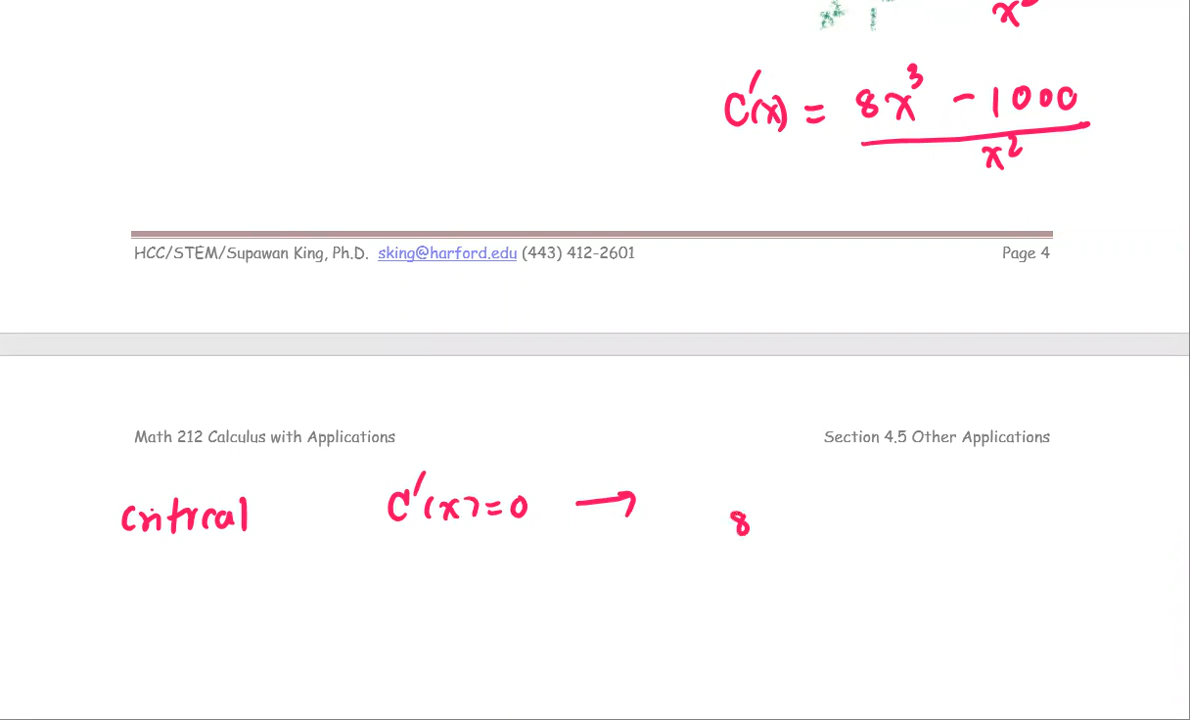 x²
C'(x) = 8x³ - 1000
x²
HCC/STEM/Supawan King, Ph.D. sking@harford.edu (443) 412-2601 Page 4
Math 212 Calculus with Applications Section 4.5 Other Applications
critical C'(x)=0 → 8